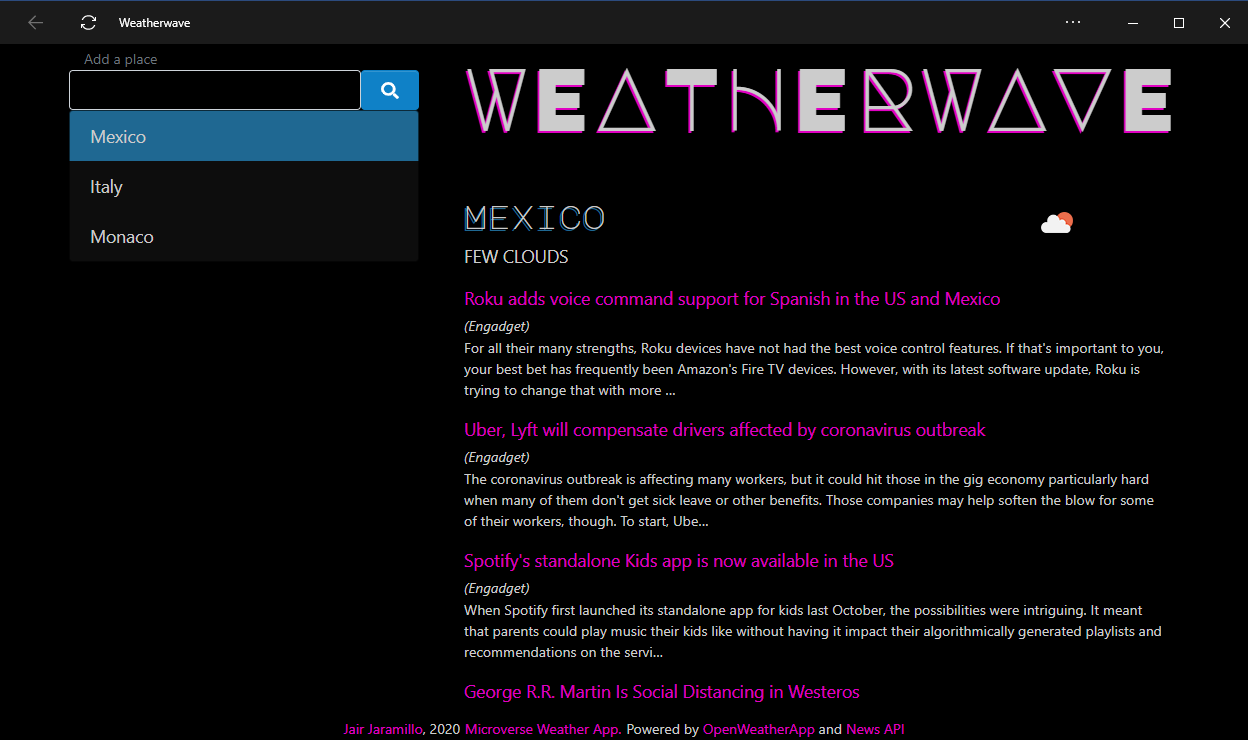 Weatherwave
Add a place
Mexico
Italy
Monaco
WEATHERWAVE
MEXICO
FEW CLOUDS
Roku adds voice command support for Spanish in the US and Mexico
(Engadget)
For all their many strengths, Roku devices have not had the best voice control features. If that's important to you,
your best bet has frequently been Amazon's Fire TV devices. However, with its latest software update, Roku is
trying to change that with more ...
Uber, Lyft will compensate drivers affected by coronavirus outbreak
(Engadget)
The coronavirus outbreak is affecting many workers, but it could hit those in the gig economy particularly hard
when many of them don't get sick leave or other benefits. Those companies may help soften the blow for some
of their workers, though. To start, Ube...
Spotify's standalone Kids app is now available in the US
(Engadget)
When Spotify first launched its standalone app for kids last October, the possibilities were intriguing. It meant
that parents could play music their kids like without having it impact their algorithmically generated playlists and
recommendations on the servi...
George R.R. Martin Is Social Distancing in Westeros
Jair Jaramillo, 2020 Microverse Weather App. Powered by OpenWeatherApp and News API